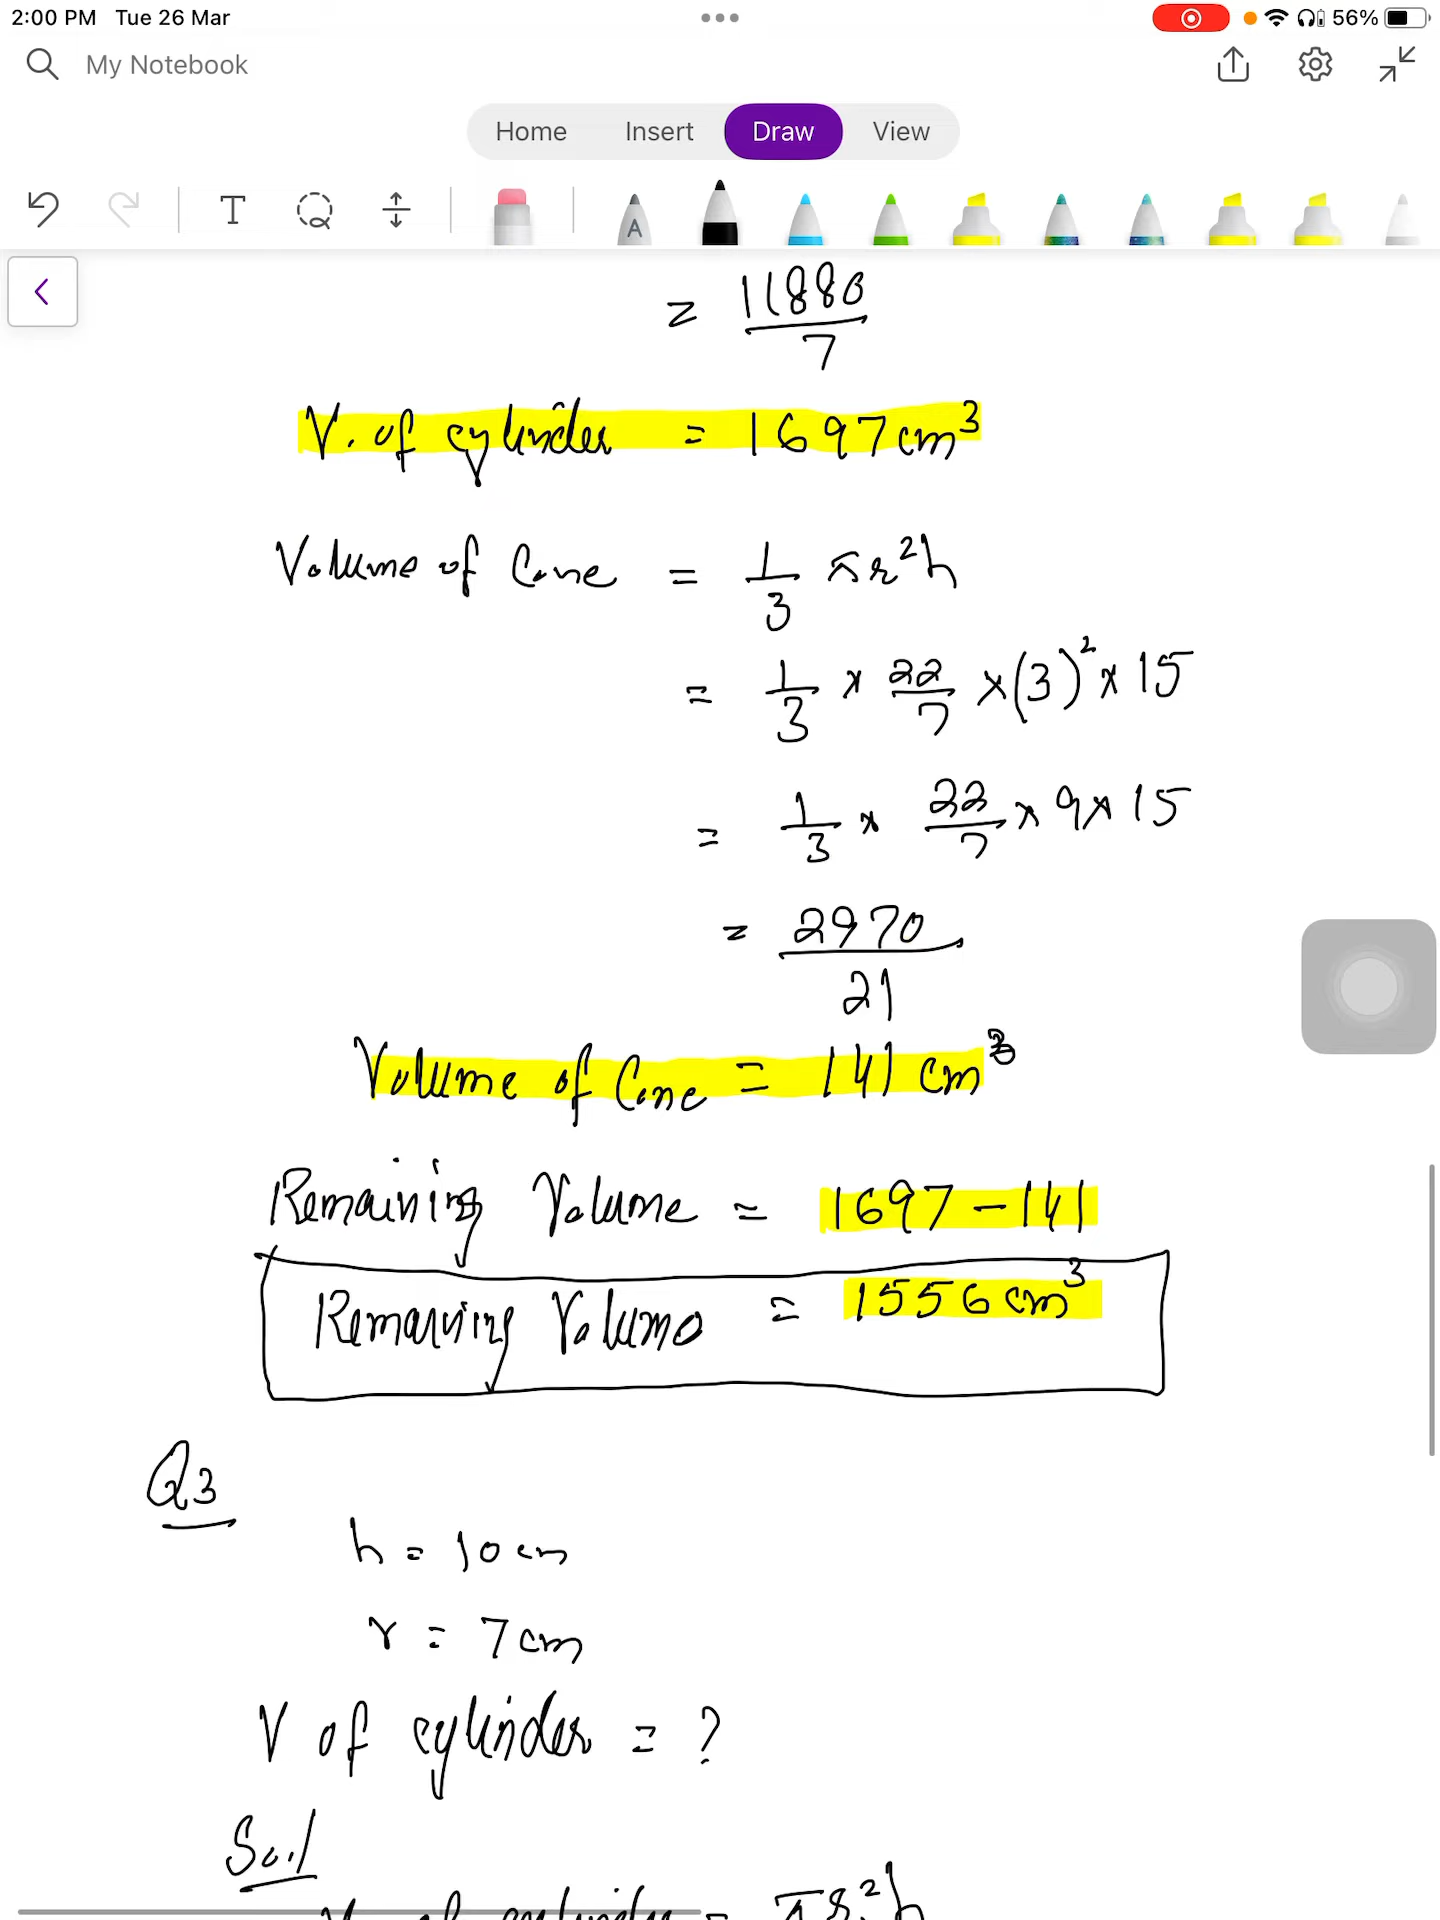 2:00 PM Tue 26 Mar 56%
My Notebook
Home Insert Draw View
T A
= 11880/7
V. of cylinder = 1697 cm³
Volume of Cone = 1/3 πr²h
= 1/3 × 22/7 × (3)² × 15
= 1/3 × 22/7 × 9 × 15
= 2970/21
Volume of Cone = 141 cm³
Remaining Volume = 1697 - 141
Remaining Volume = 1556 cm³
Q3
h = 10 cm
r = 7 cm
V of cylinder = ?
Sol
V of cylinder = πr²h